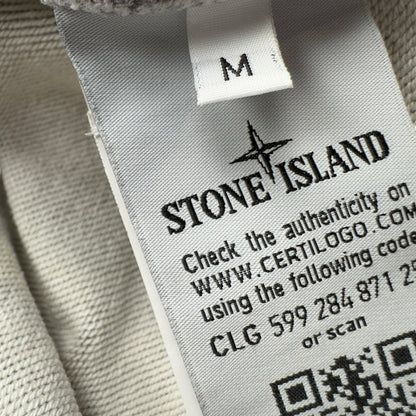 M
STONE ISLAND
Check the authenticity on
WWW.CERTILOGO.COM
using the following code
CLG 599 284 871 25
or scan